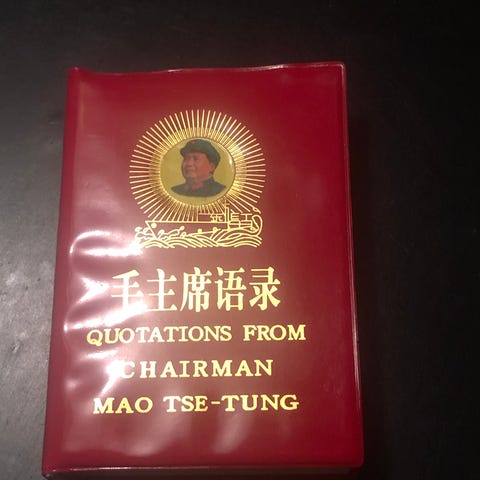 毛主席语录
QUOTATIONS FROM
CHAIRMAN
MAO TSE-TUNG